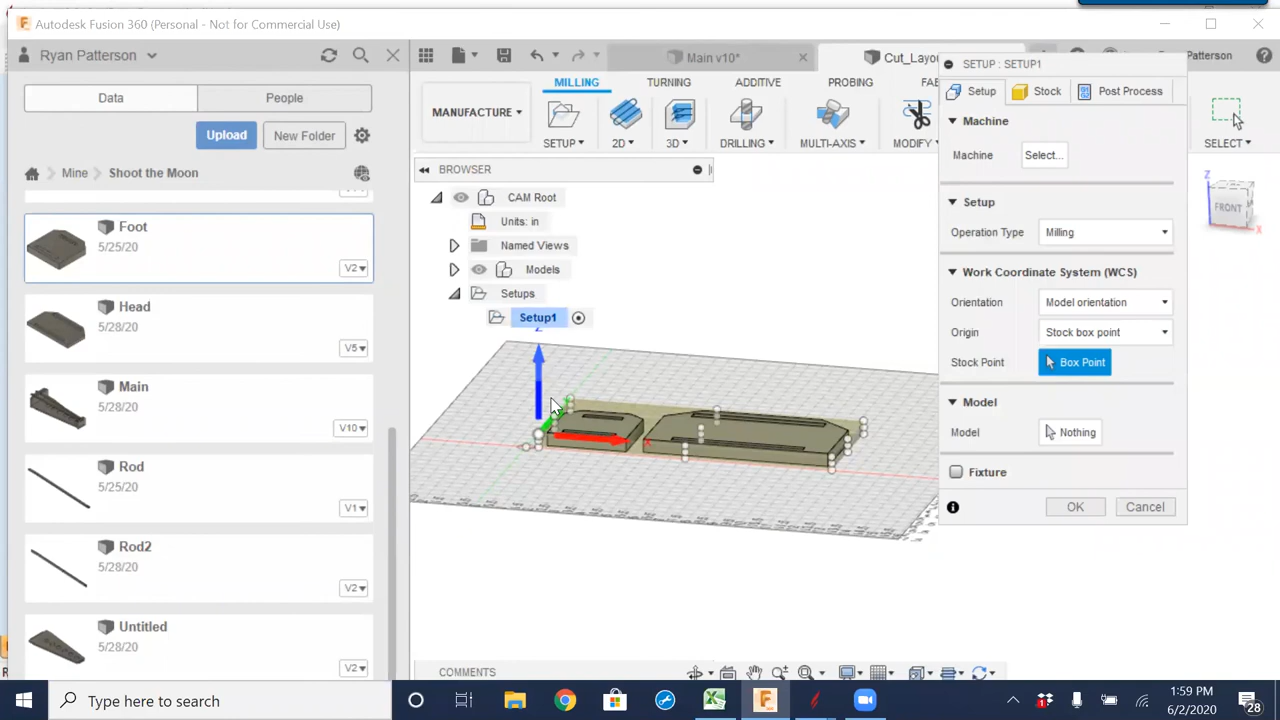 Autodesk Fusion 360 (Personal - Not for Commercial Use)
Ryan Patterson
Data
People
Upload
New Folder
Mine
Shoot the Moon
Foot
5/25/20
V2
Head
5/28/20
V5
Main
5/28/20
V10
Rod
5/25/20
V1
Rod2
5/28/20
V2
Untitled
5/28/20
V2
Main v10*
Cut_Layou
Patterson
MANUFACTURE
MILLING
TURNING
ADDITIVE
PROBING
FAB
SETUP
2D
3D
DRILLING
MULTI-AXIS
MODIFY
SELECT
BROWSER
CAM Root
Units: in
Named Views
Models
Setups
Setup1
Z
X
SETUP : SETUP1
Setup
Stock
Post Process
Machine
Machine
Select...
Setup
Operation Type
Milling
Work Coordinate System (WCS)
Orientation
Model orientation
Origin
Stock box point
Stock Point
Box Point
Model
Model
Nothing
Fixture
OK
Cancel
Z
FRONT
X
COMMENTS
Type here to search
1:59 PM
6/2/2020
28